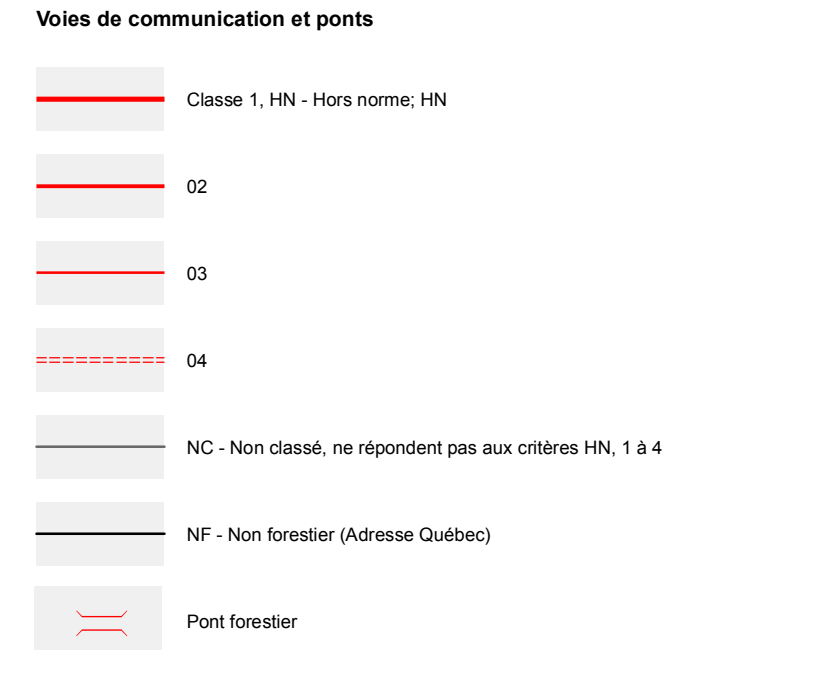 Voies de communication et ponts
Classe 1, HN - Hors norme; HN
02
03
04
NC - Non classé, ne répondent pas aux critères HN, 1 à 4
NF - Non forestier (Adresse Québec)
Pont forestier